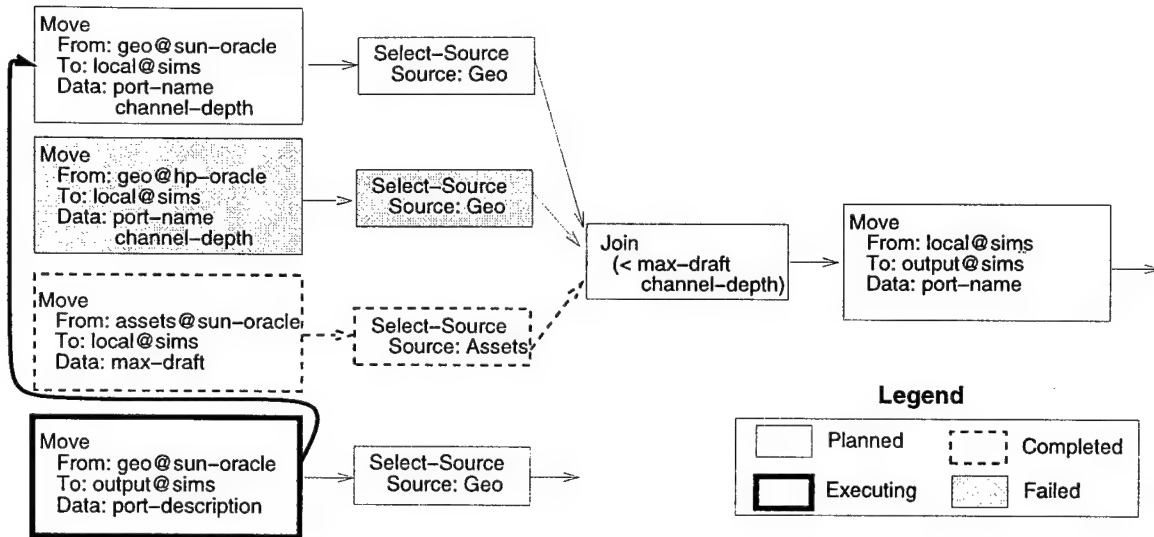 Move
From: geo@sun-oracle
To: local@sims
Data: port-name
channel-depth
Select-Source
Source: Geo
Move
From: geo@hp-oracle
To: local@sims
Data: port-name
channel-depth
Select-Source
Source: Geo
Join
(< max-draft
channel-depth)
Move
From: local@sims
To: output@sims
Data: port-name
Move
From: assets@sun-oracle
To: local@sims
Data: max-draft
Select-Source
Source: Assets
Move
From: geo@sun-oracle
To: output@sims
Data: port-description
Select-Source
Source: Geo
Legend
Planned
Completed
Executing
Failed